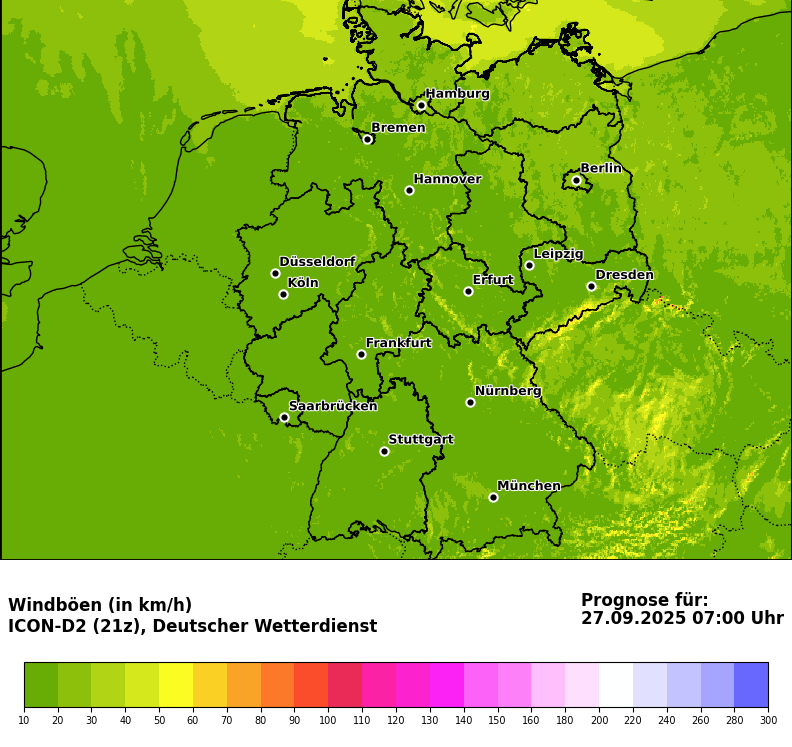 Hamburg
Bremen
Berlin
Hannover
Leipzig
Düsseldorf
Dresden
Erfurt
Köln
Frankfurt
Nürnberg
Saarbrücken
Stuttgart
München
Windböen (in km/h)
ICON-D2 (21z), Deutscher Wetterdienst
Prognose für:
27.09.2025 07:00 Uhr
10 20 30 40 50 60 70 80 90 100 110 120 130 140 150 160 180 200 220 240 260 280 300